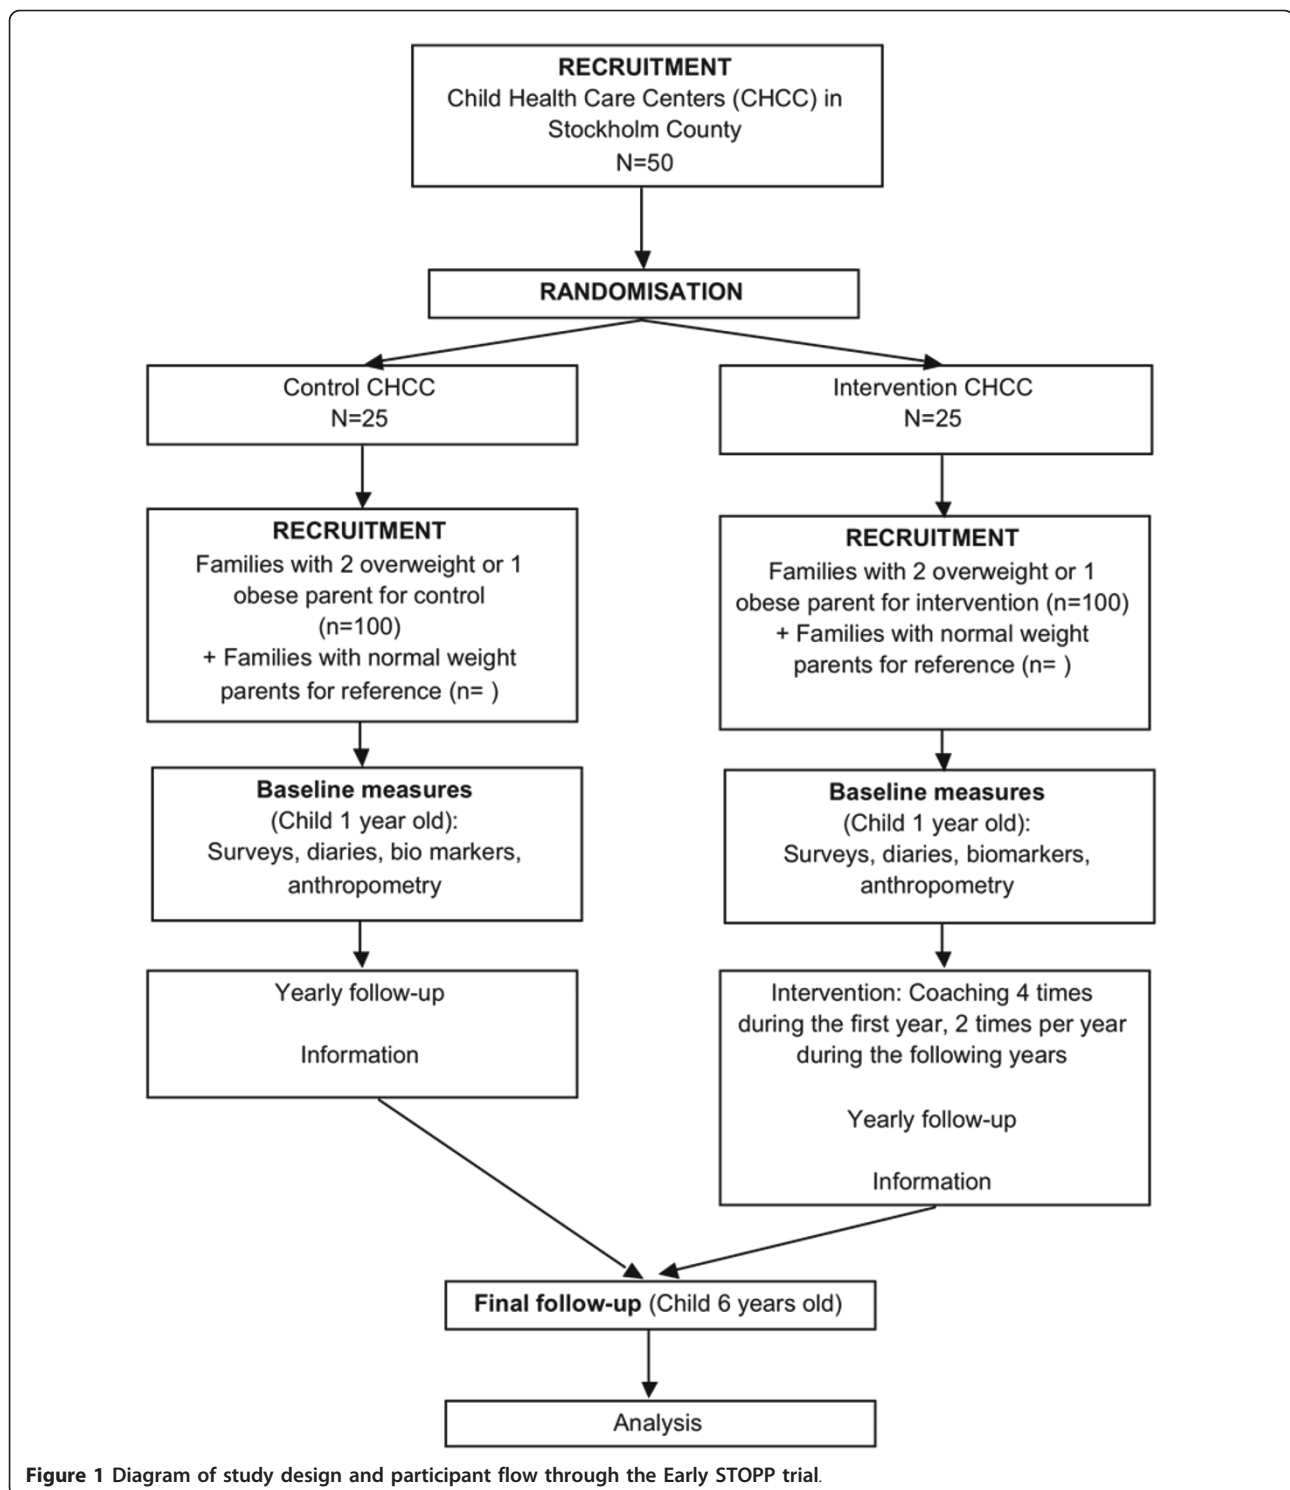 RECRUITMENT
Child Health Care Centers (CHCC) in
Stockholm County
N=50
RANDOMISATION
Control CHCC
N=25
Intervention CHCC
N=25
RECRUITMENT
Families with 2 overweight or 1
obese parent for control
(n=100)
+ Families with normal weight
parents for reference (n= )
RECRUITMENT
Families with 2 overweight or 1
obese parent for intervention (n=100)
+ Families with normal weight
parents for reference (n= )
Baseline measures
(Child 1 year old):
Surveys, diaries, bio markers,
anthropometry
Baseline measures
(Child 1 year old):
Surveys, diaries, biomarkers,
anthropometry
Yearly follow-up
Information
Intervention: Coaching 4 times
during the first year, 2 times per year
during the following years
Yearly follow-up
Information
Final follow-up (Child 6 years old)
Analysis
Figure 1 Diagram of study design and participant flow through the Early STOPP trial.